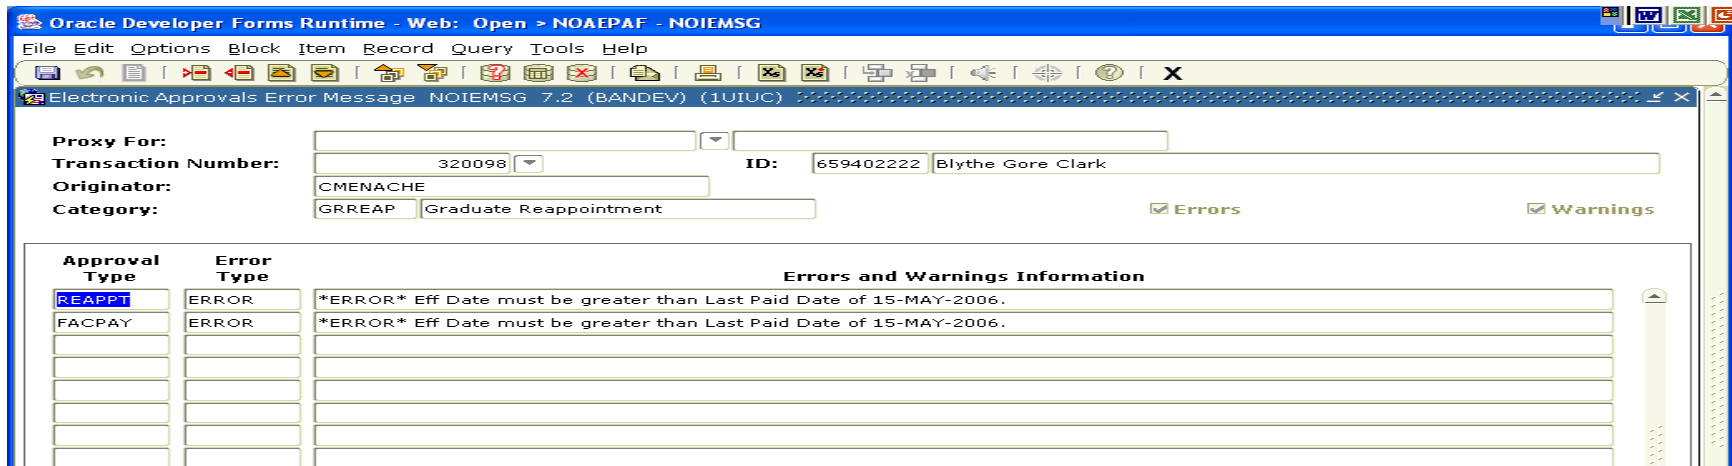 Oracle Developer Forms Runtime - Web: Open > NOAEPAF - NOIEMSG
File Edit Options Block Item Record Query Tools Help
Electronic Approvals Error Message NOIEMSG 7.2 (BANDEV) (1UIUC)
Proxy For:
Transaction Number: 320098 ID: 659402222 Blythe Gore Clark
Originator: CMENACHE
Category: GRREAP Graduate Reappointment Errors Warnings
Approval Error
Type Type Errors and Warnings Information
REAPPT ERROR *ERROR* Eff Date must be greater than Last Paid Date of 15-MAY-2006.
FACPAY ERROR *ERROR* Eff Date must be greater than Last Paid Date of 15-MAY-2006.